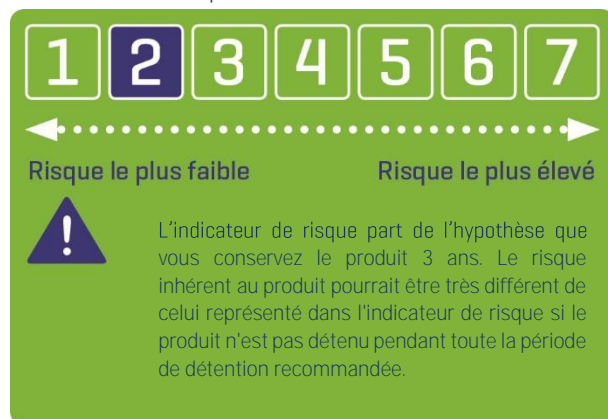 1 2 3 4 5 6 7
Risque le plus faible Risque le plus élevé
!
L'indicateur de risque part de l'hypothèse que
vous conservez le produit 3 ans. Le risque
inhérent au produit pourrait être très différent de
celui représenté dans l'indicateur de risque si le
produit n'est pas détenu pendant toute la période
de détention recommandée.